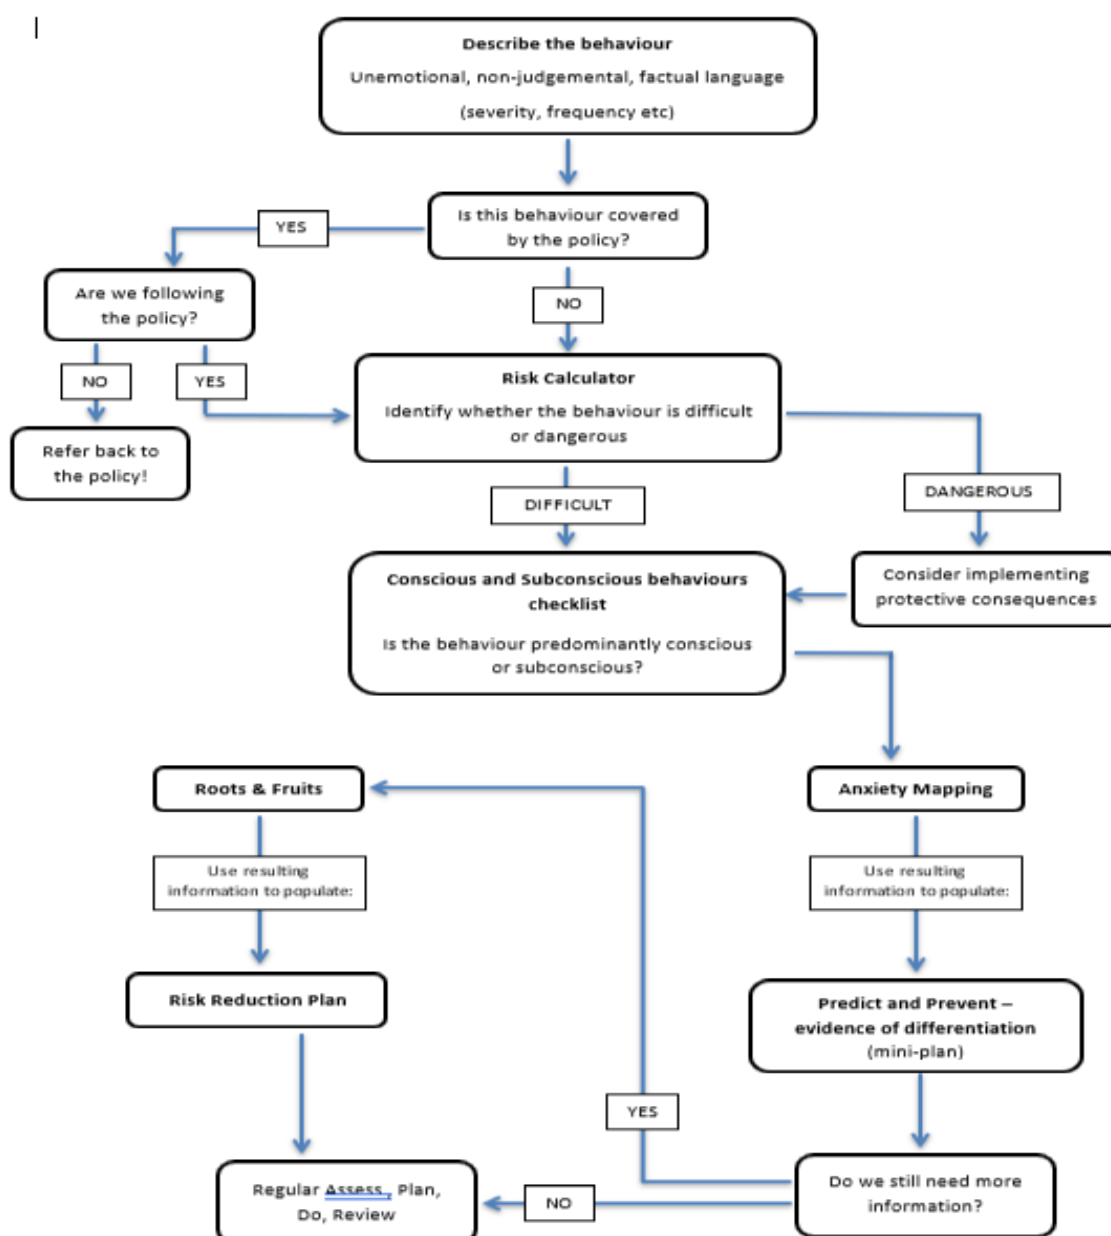 Describe the behaviour
Unemotional, non-judgemental, factual language
(severity, frequency etc)
Is this behaviour covered
by the policy?
YES
Are we following
the policy?
NO
NO
YES
Risk Calculator
Identify whether the behaviour is difficult
or dangerous
Refer back to
the policy!
DIFFICULT
DANGEROUS
Conscious and Subconscious behaviours
checklist
Is the behaviour predominantly conscious
or subconscious?
Consider implementing
protective consequences
Roots & Fruits
Anxiety Mapping
Use resulting
information to populate:
Use resulting
information to populate:
Risk Reduction Plan
Predict and Prevent –
evidence of differentiation
(mini-plan)
YES
Regular Assess , Plan,
Do, Review
NO
Do we still need more
information?